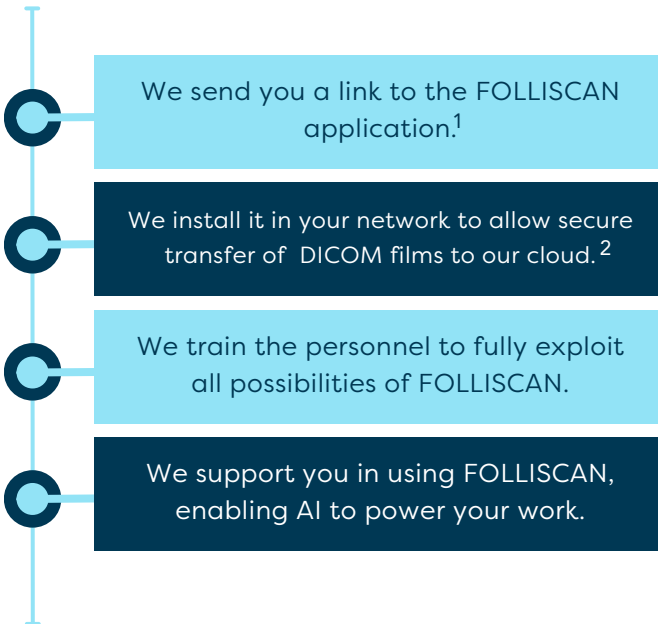 We send you a link to the FOLLISCAN
application.1
We install it in your network to allow secure
transfer of DICOM films to our cloud.2
We train the personnel to fully exploit
all possibilities of FOLLISCAN.
We support you in using FOLLISCAN,
enabling AI to power your work.